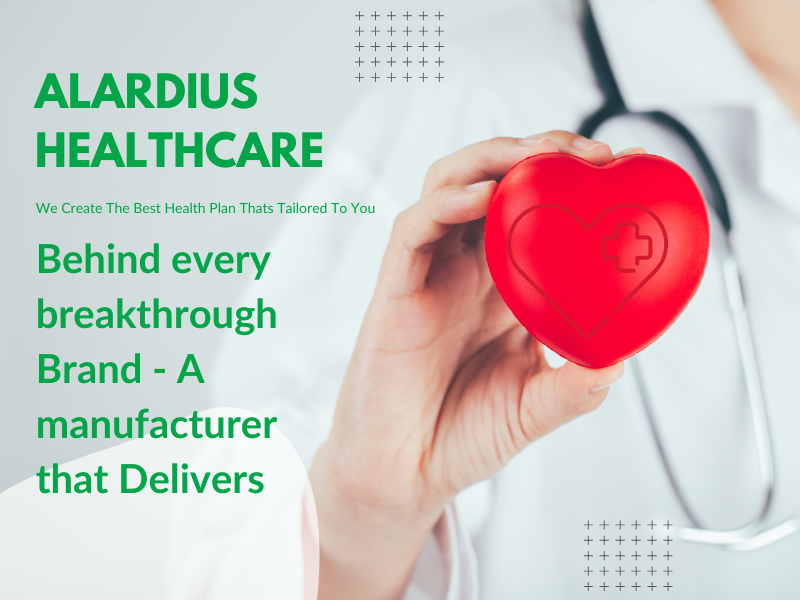 ALARDIUS
HEALTHCARE
We Create The Best Health Plan Thats Tailored To You
Behind every
breakthrough
Brand - A
manufacturer
that Delivers